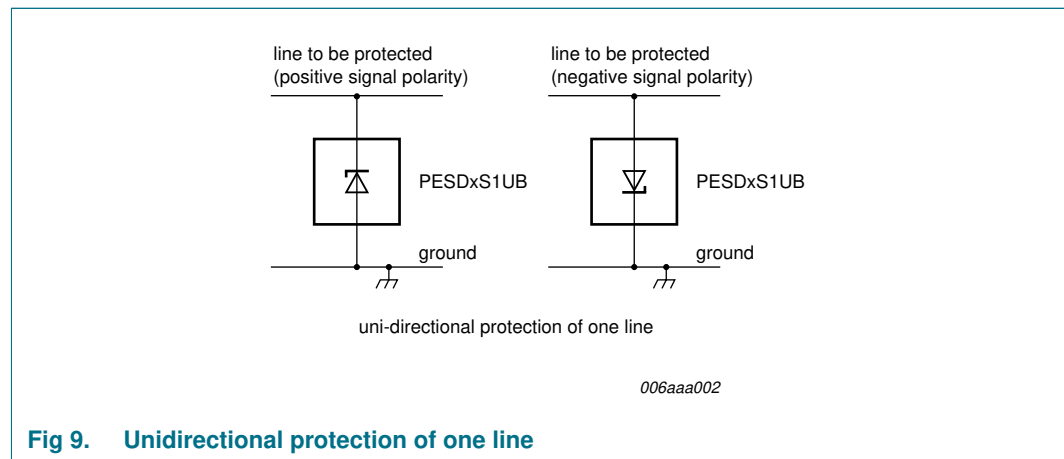 line to be protected
(positive signal polarity)
line to be protected
(negative signal polarity)
PESDxS1UB
PESDxS1UB
ground
ground
uni-directional protection of one line
006aaa002
Fig 9. Unidirectional protection of one line